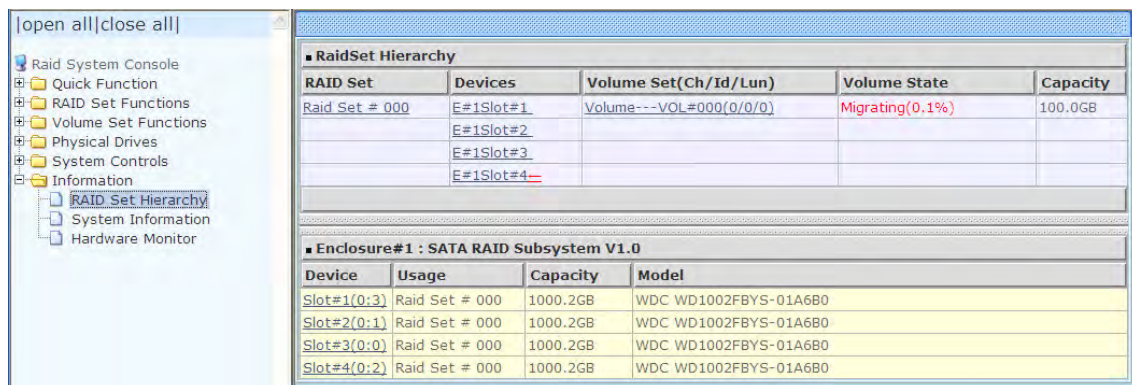 |open all|close all|
Raid System Console
Quick Function
RAID Set Functions
Volume Set Functions
Physical Drives
System Controls
Information
RAID Set Hierarchy
System Information
Hardware Monitor
RaidSet Hierarchy
RAID Set Devices Volume Set(Ch/Id/Lun) Volume State Capacity
Raid Set # 000 E#1Slot#1 Volume---VOL#000(0/0/0) Migrating(0.1%) 100.0GB
E#1Slot#2
E#1Slot#3
E#1Slot#4
Enclosure#1 : SATA RAID Subsystem V1.0
Device Usage Capacity Model
Slot#1(0:3) Raid Set # 000 1000.2GB WDC WD1002FBYS-01A6B0
Slot#2(0:1) Raid Set # 000 1000.2GB WDC WD1002FBYS-01A6B0
Slot#3(0:0) Raid Set # 000 1000.2GB WDC WD1002FBYS-01A6B0
Slot#4(0:2) Raid Set # 000 1000.2GB WDC WD1002FBYS-01A6B0